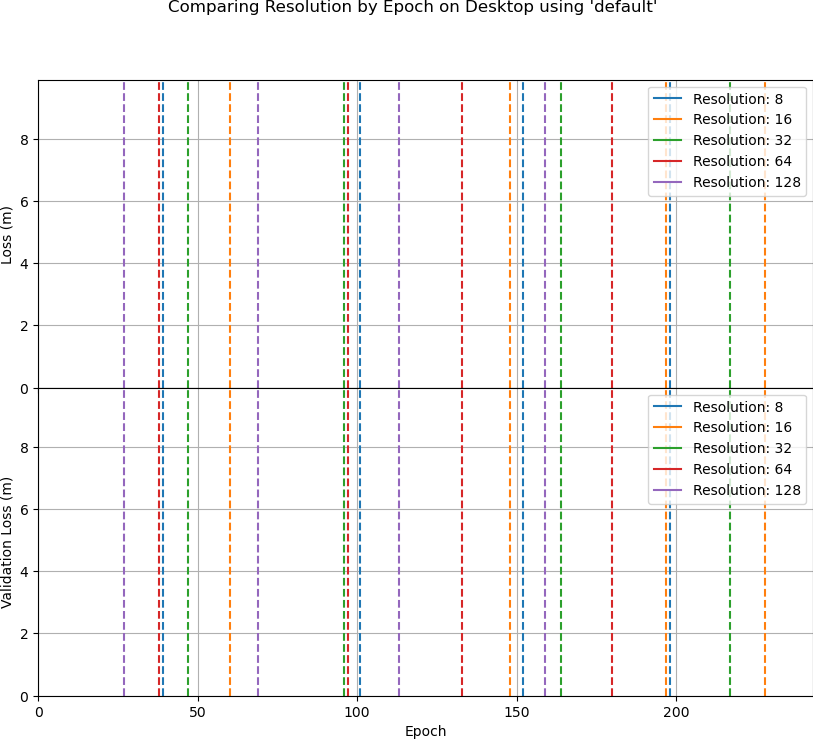 Comparing Resolution by Epoch on Desktop using 'default'
Loss (m)
8
6
4
2
0
Resolution: 8
Resolution: 16
Resolution: 32
Resolution: 64
Resolution: 128
Validation Loss (m)
8
6
4
2
0
Resolution: 8
Resolution: 16
Resolution: 32
Resolution: 64
Resolution: 128
0 50 100 150 200
Epoch